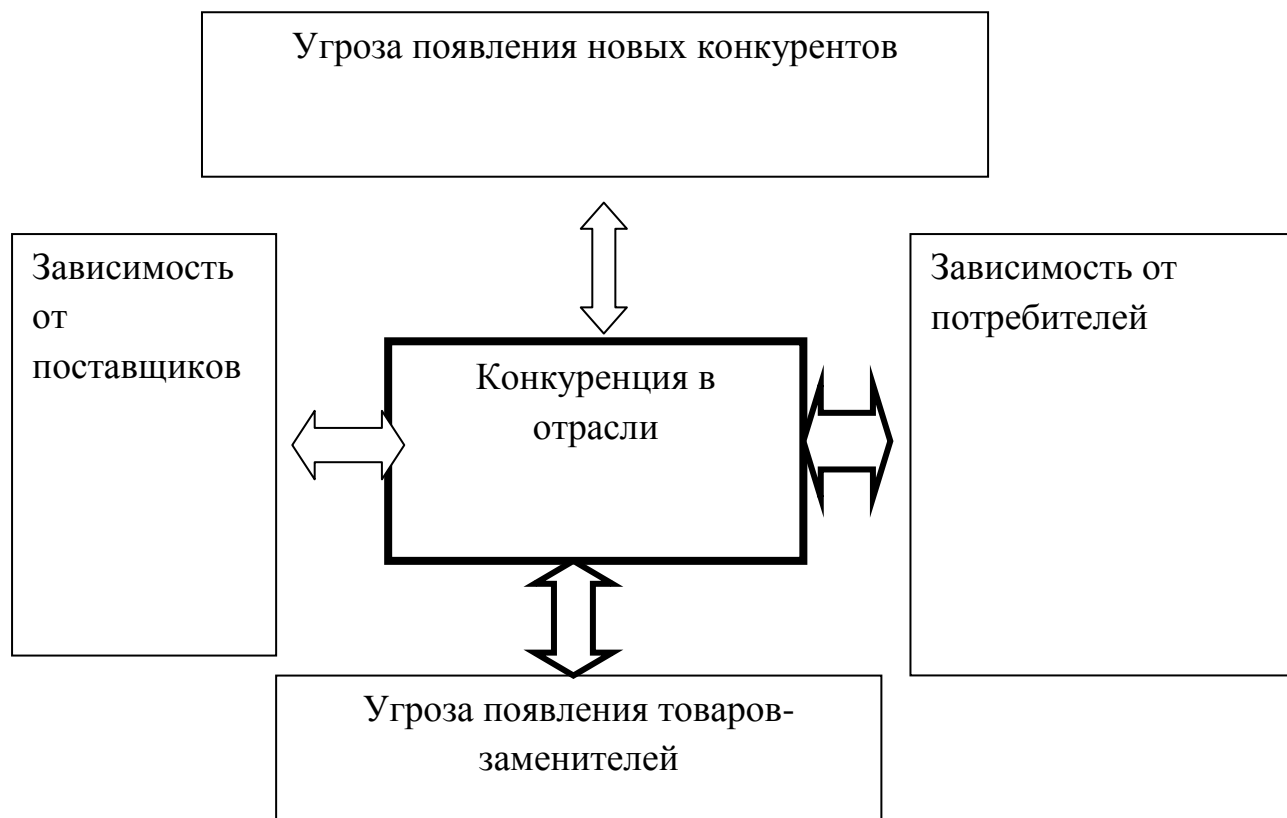 Угроза появления новых конкурентов
Зависимость
от
поставщиков
Конкуренция в
отрасли
Зависимость от
потребителей
Угроза появления товаров-
заменителей